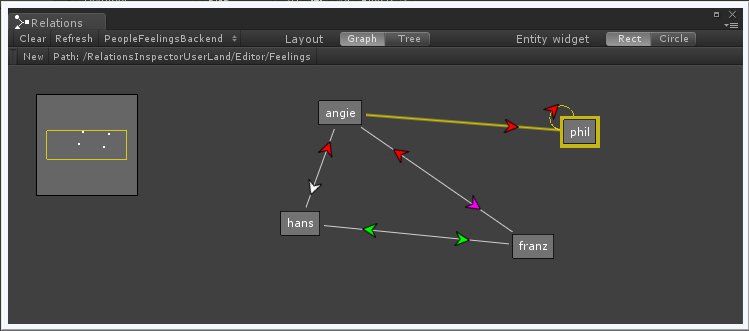 Relations
Clear Refresh PeopleFeelingsBackend Layout Graph Tree Entity widget Rect Circle
New Path: /RelationsInspectorUserLand/Editor/Feelings
angie
phil
hans
franz